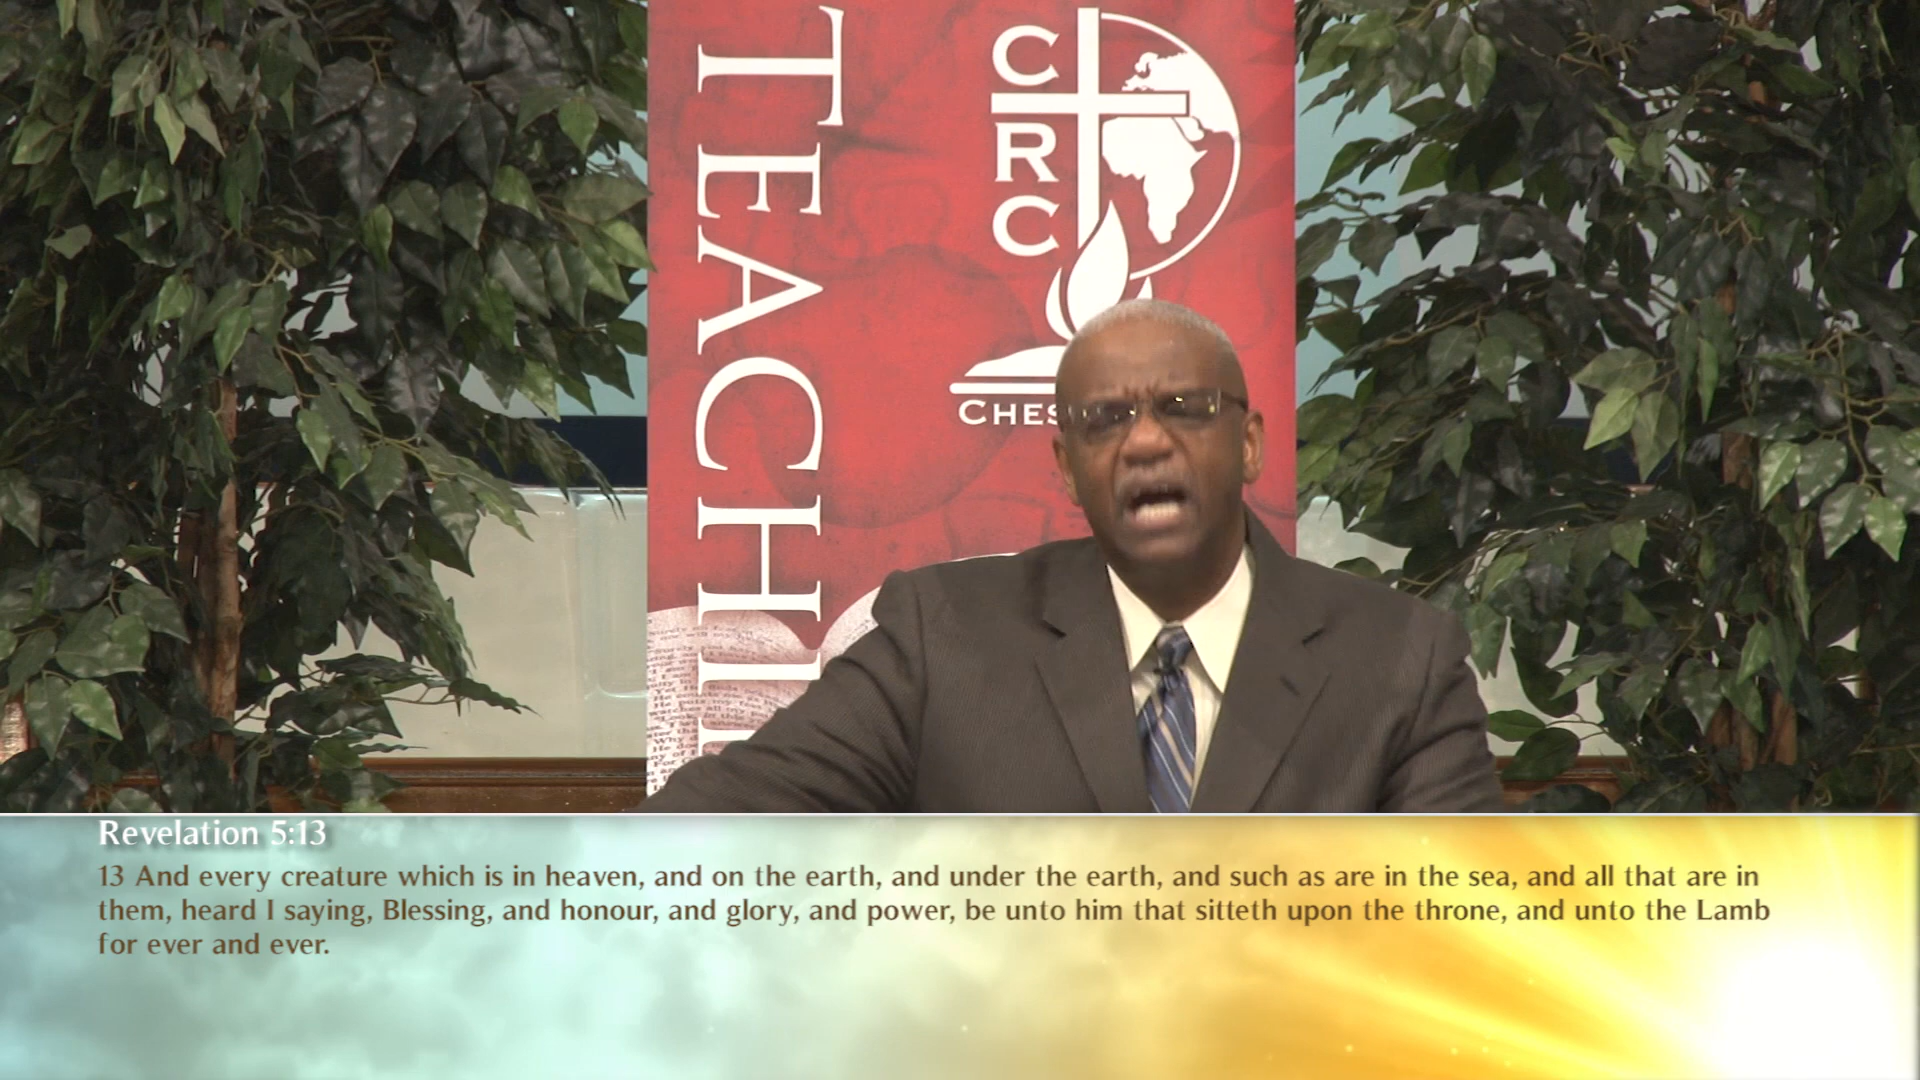 TEACHI
C
R
C
CHES
Revelation 5:13
13 And every creature which is in heaven, and on the earth, and under the earth, and such as are in the sea, and all that are in
them, heard I saying, Blessing, and honour, and glory, and power, be unto him that sitteth upon the throne, and unto the Lamb
for ever and ever.